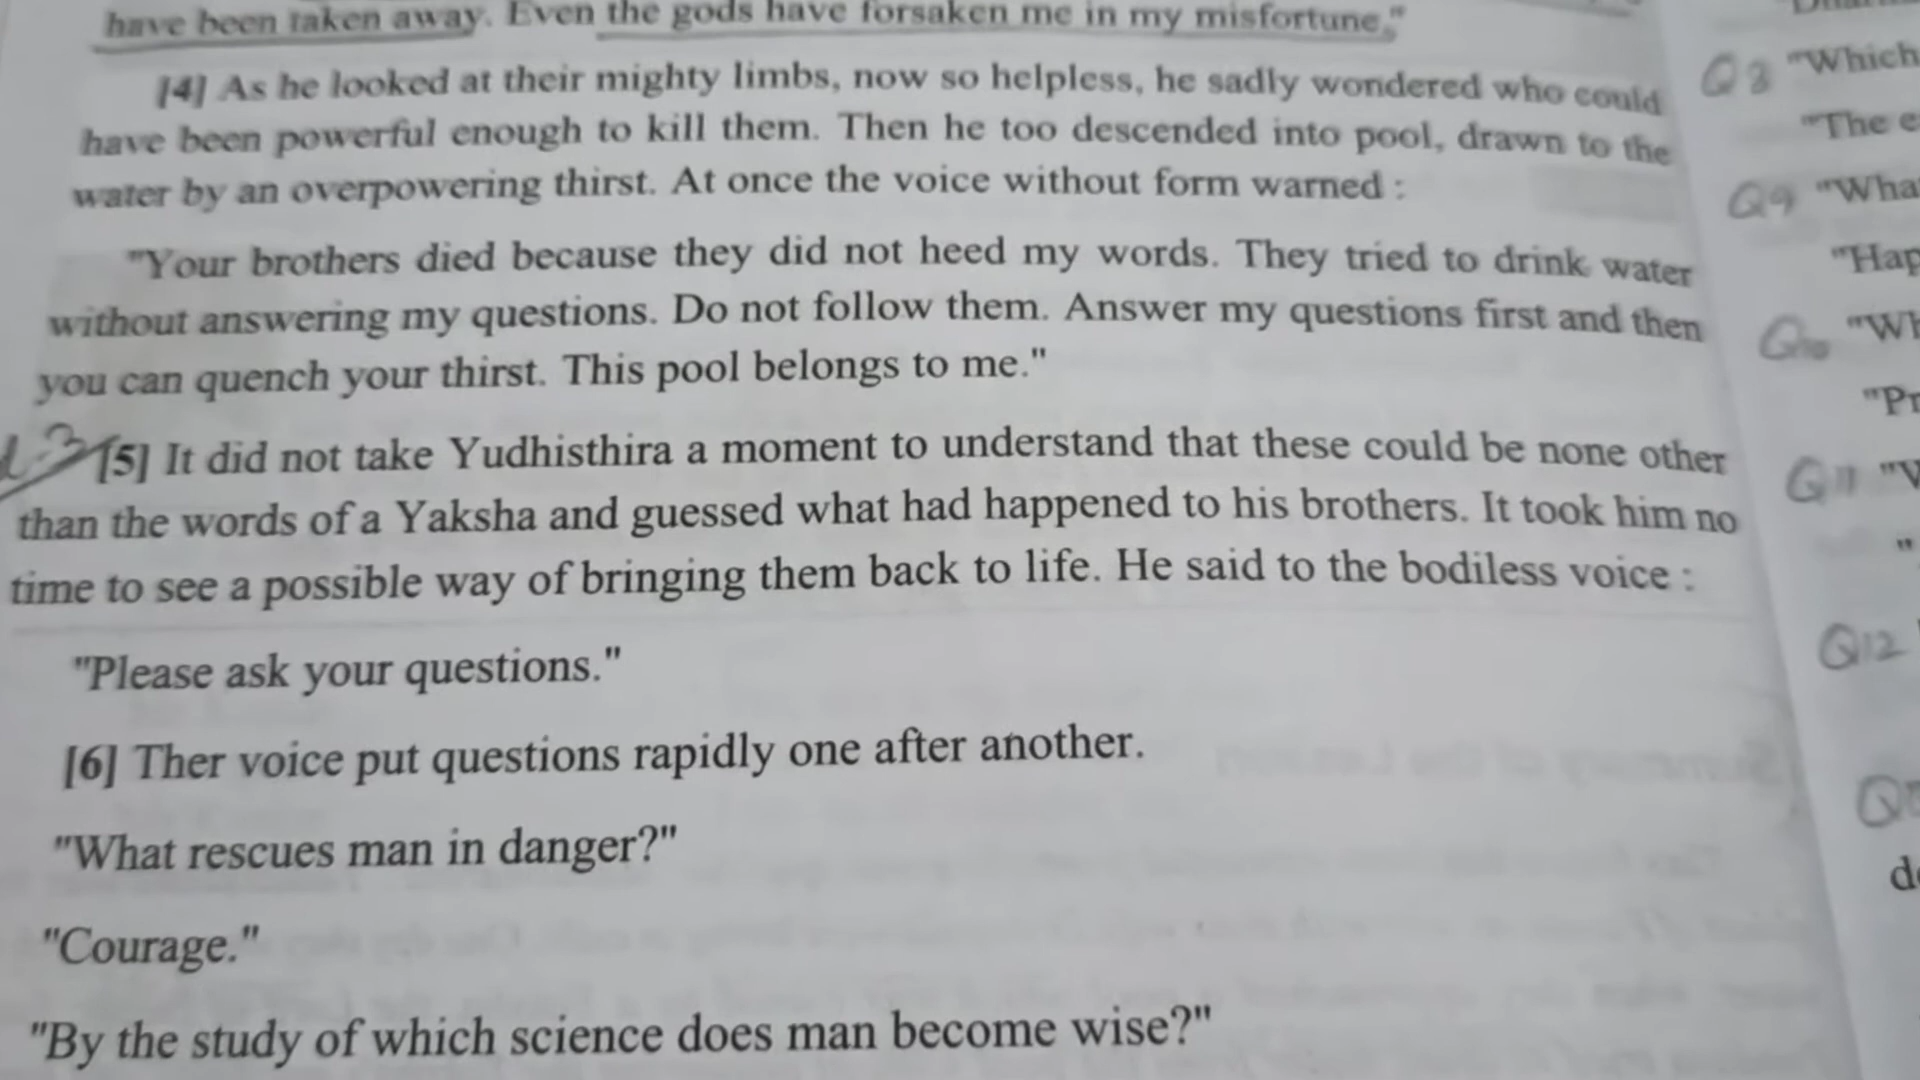 have been taken away. Even the gods have forsaken me in my misfortune."
[4] As he looked at their mighty limbs, now so helpless, he sadly wondered who could
have been powerful enough to kill them. Then he too descended into pool, drawn to the
water by an overpowering thirst. At once the voice without form warned :
"Your brothers died because they did not heed my words. They tried to drink water
without answering my questions. Do not follow them. Answer my questions first and then
you can quench your thirst. This pool belongs to me."
[5] It did not take Yudhisthira a moment to understand that these could be none other
than the words of a Yaksha and guessed what had happened to his brothers. It took him no
time to see a possible way of bringing them back to life. He said to the bodiless voice :
"Please ask your questions."
[6] Ther voice put questions rapidly one after another.
"What rescues man in danger?"
"Courage."
"By the study of which science does man become wise?"
Q8 "Which
"The
Q9
Q10
Q11
Q12